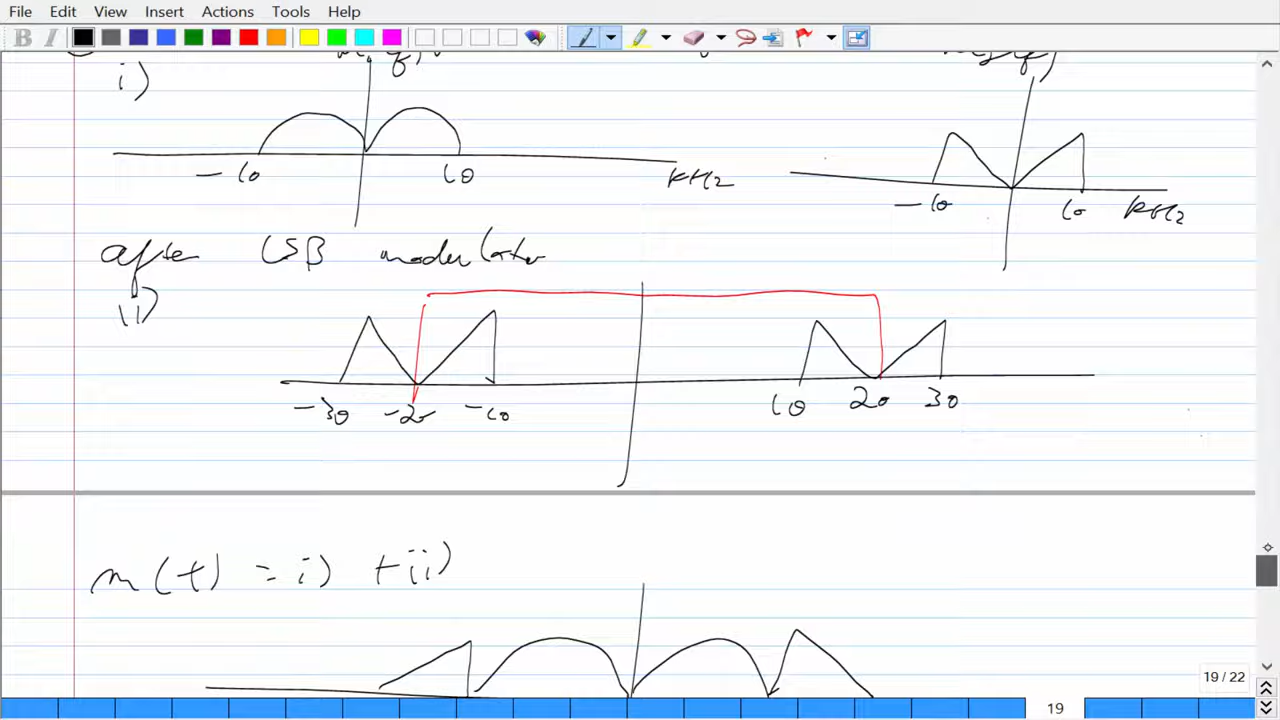 File Edit View Insert Actions Tools Help
B I
i)
-10 10 KHz
-10 10 KHz
after LSB modulator
ii)
-30 -20 -10 10 20 30
m(t) = i) + ii)
19 / 22
19